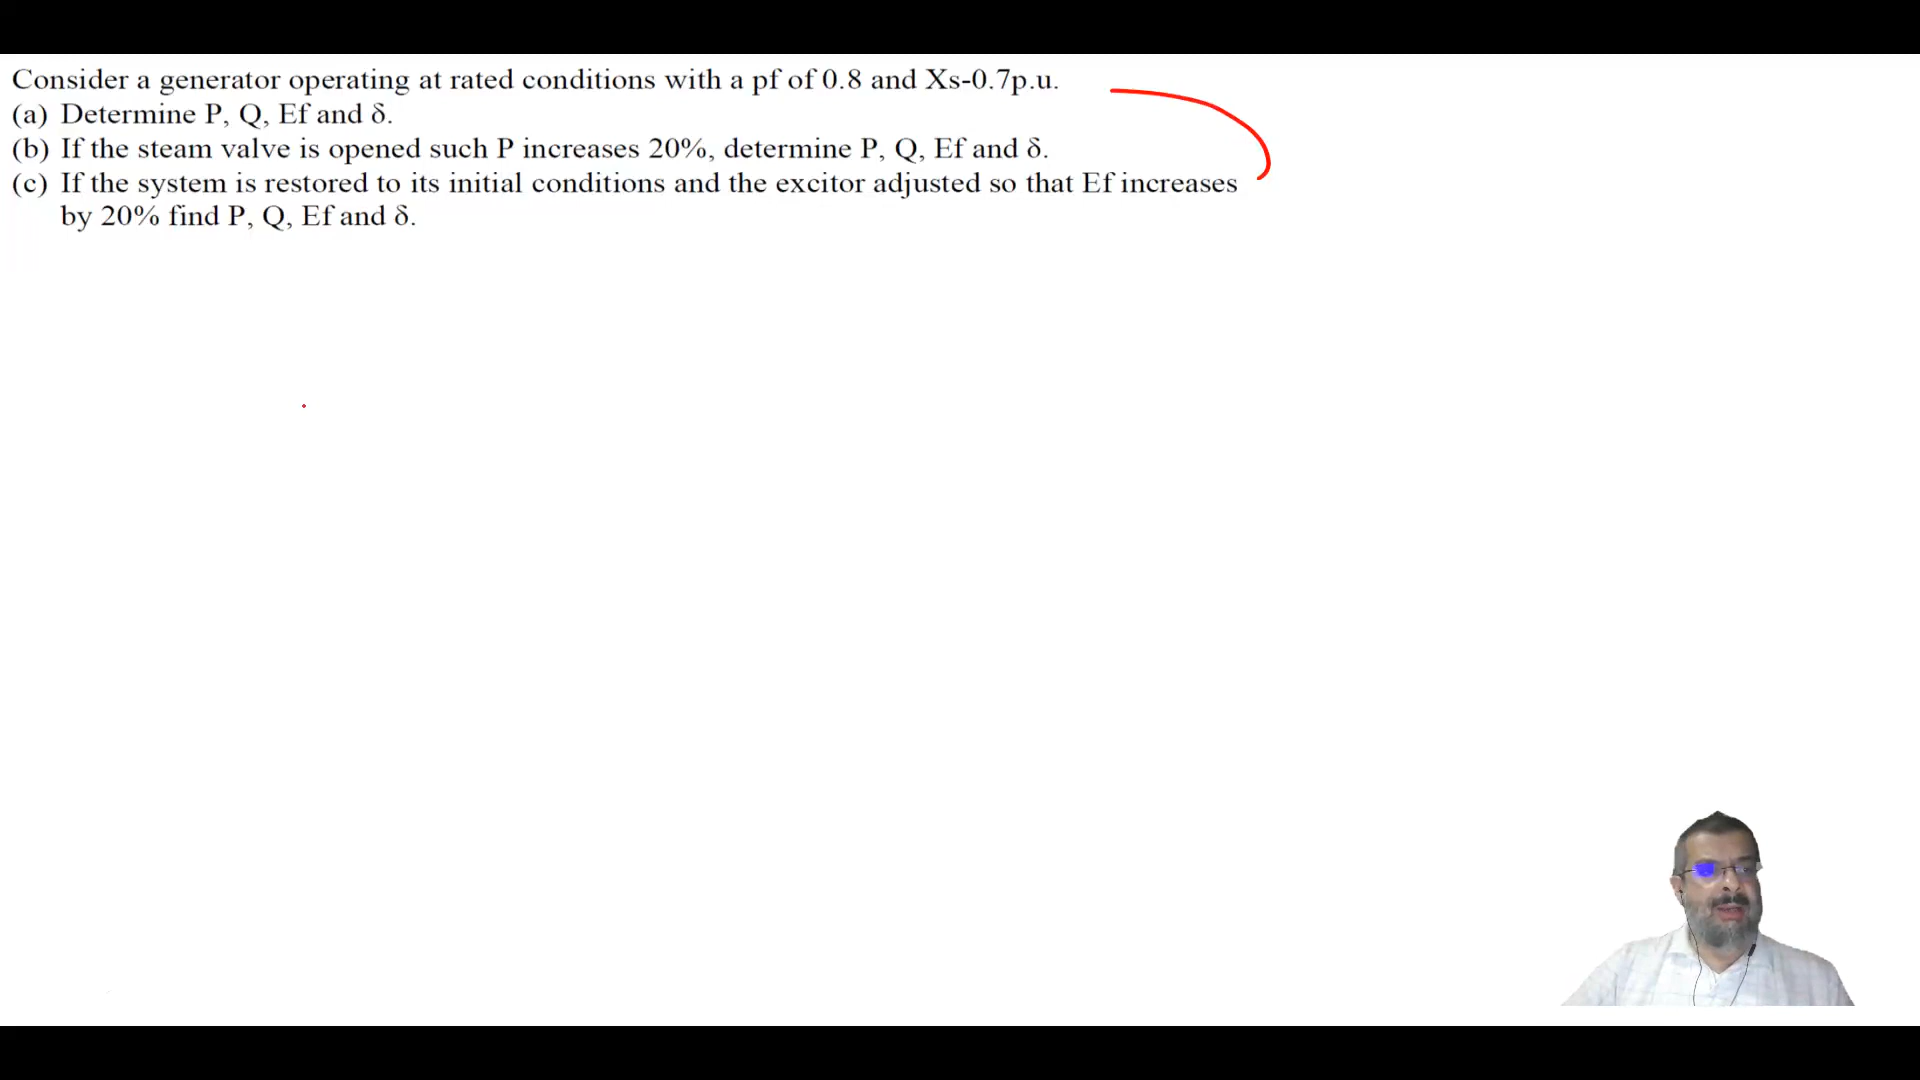 Consider a generator operating at rated conditions with a pf of 0.8 and Xs-0.7p.u.
(a) Determine P, Q, Ef and δ.
(b) If the steam valve is opened such P increases 20%, determine P, Q, Ef and δ.
(c) If the system is restored to its initial conditions and the excitor adjusted so that Ef increases
by 20% find P, Q, Ef and δ.